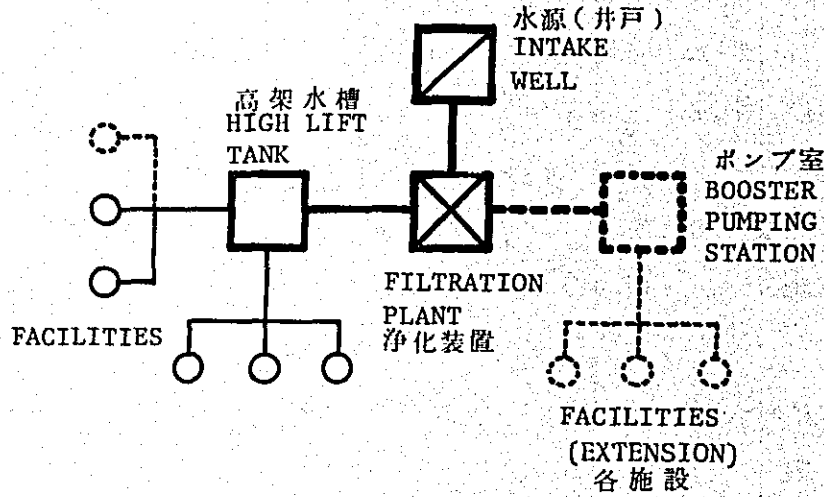 水源(井戸)
INTAKE
WELL
高架水槽
HIGH LIFT
TANK
ポンプ室
BOOSTER
PUMPING
STATION
FILTRATION
PLANT
浄化装置
FACILITIES
FACILITIES
(EXTENSION)
各施設